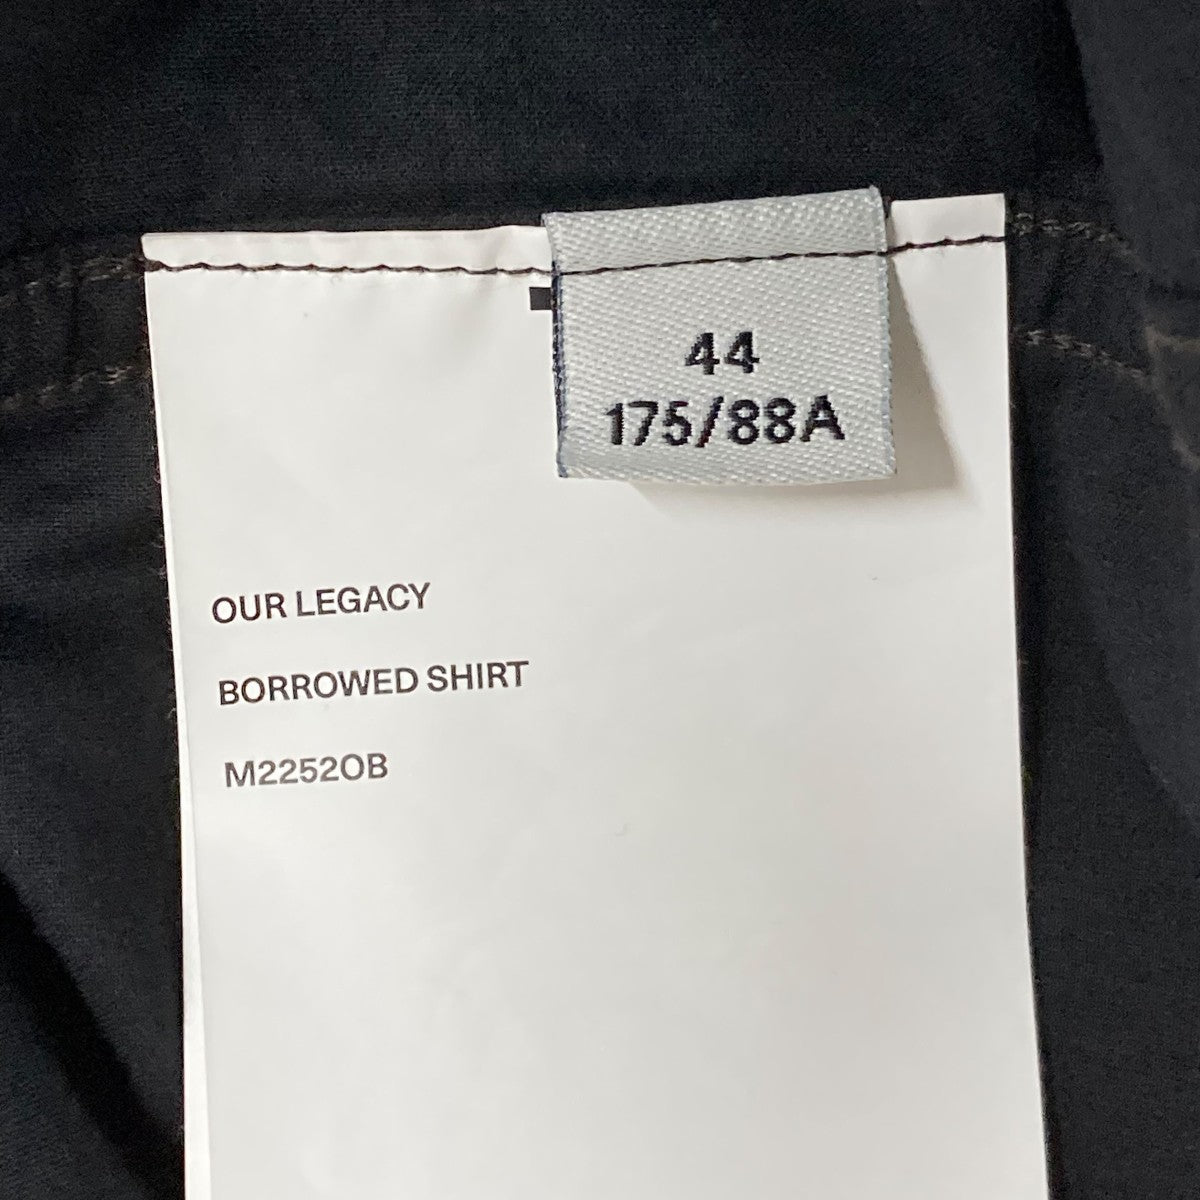 44
175/88A
OUR LEGACY
BORROWED SHIRT
M2252OB